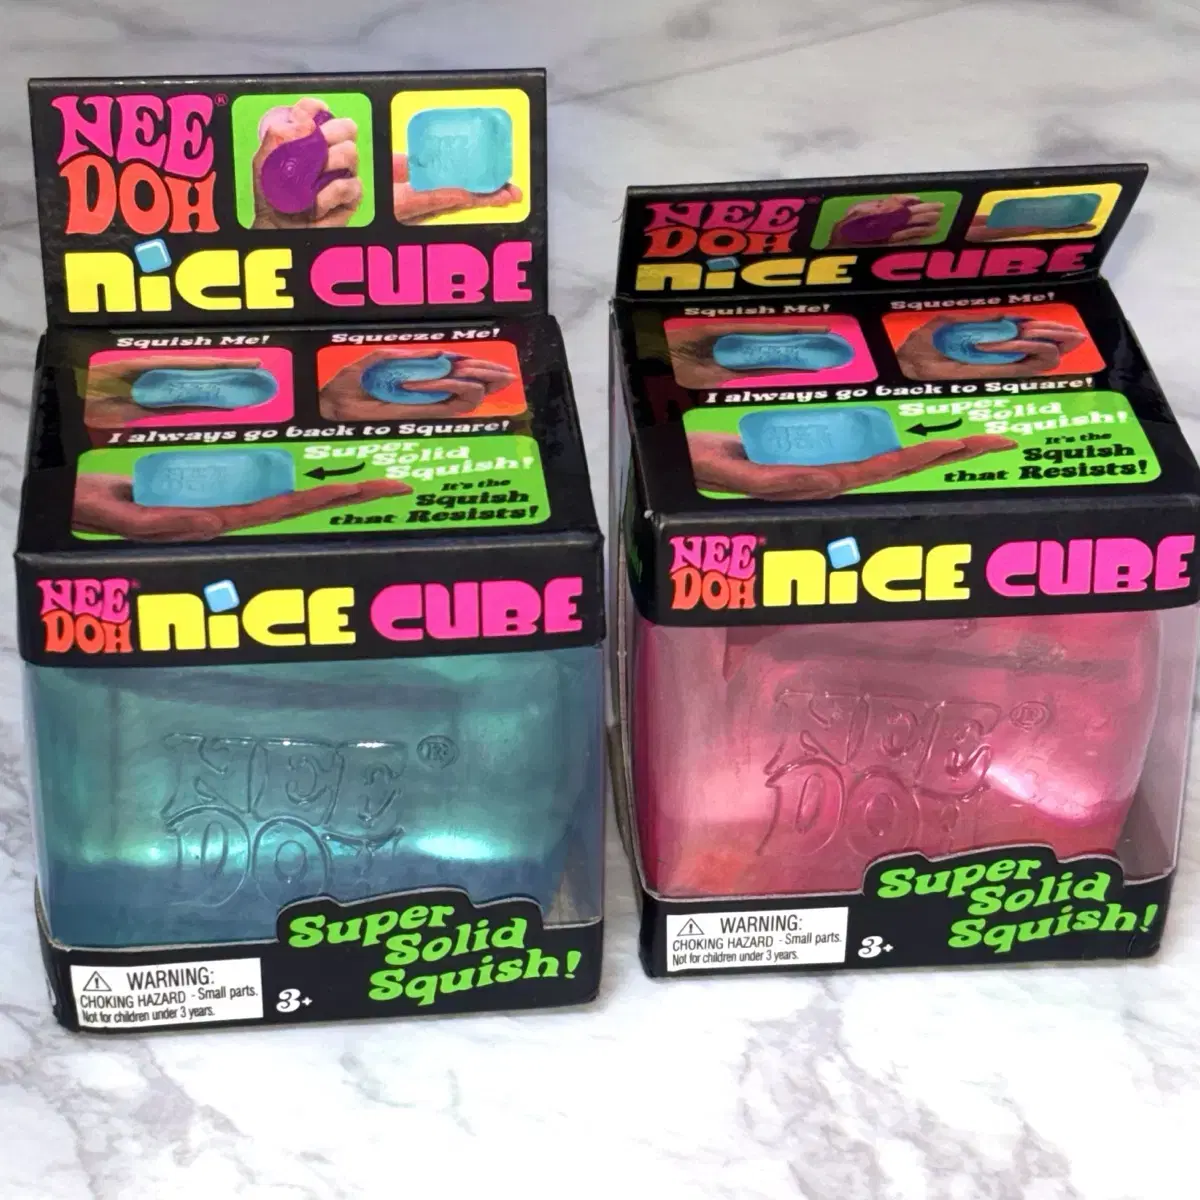 NEE®
DOH
NiCE CUBE
Squish Me!
Squeeze Me!
I always go back to Square!
Super
Solid
Squish!
It's the
Squish
that Resists!
NEE
DOH
NiCE CUBE
NEE®
DOH
Super
Solid
Squish!
WARNING:
CHOKING HAZARD - Small parts.
Not for children under 3 years.
3+
NEE
DOH
NiCE CUBE
Squish Me!
Squeeze Me!
I always go back to Square!
Super
Solid
Squish!
It's the
Squish
that Resists!
NEE
DOH
NiCE CUBE
NEE®
DOH
Super
Solid
Squish!
WARNING:
CHOKING HAZARD - Small parts.
Not for children under 3 years.
3+